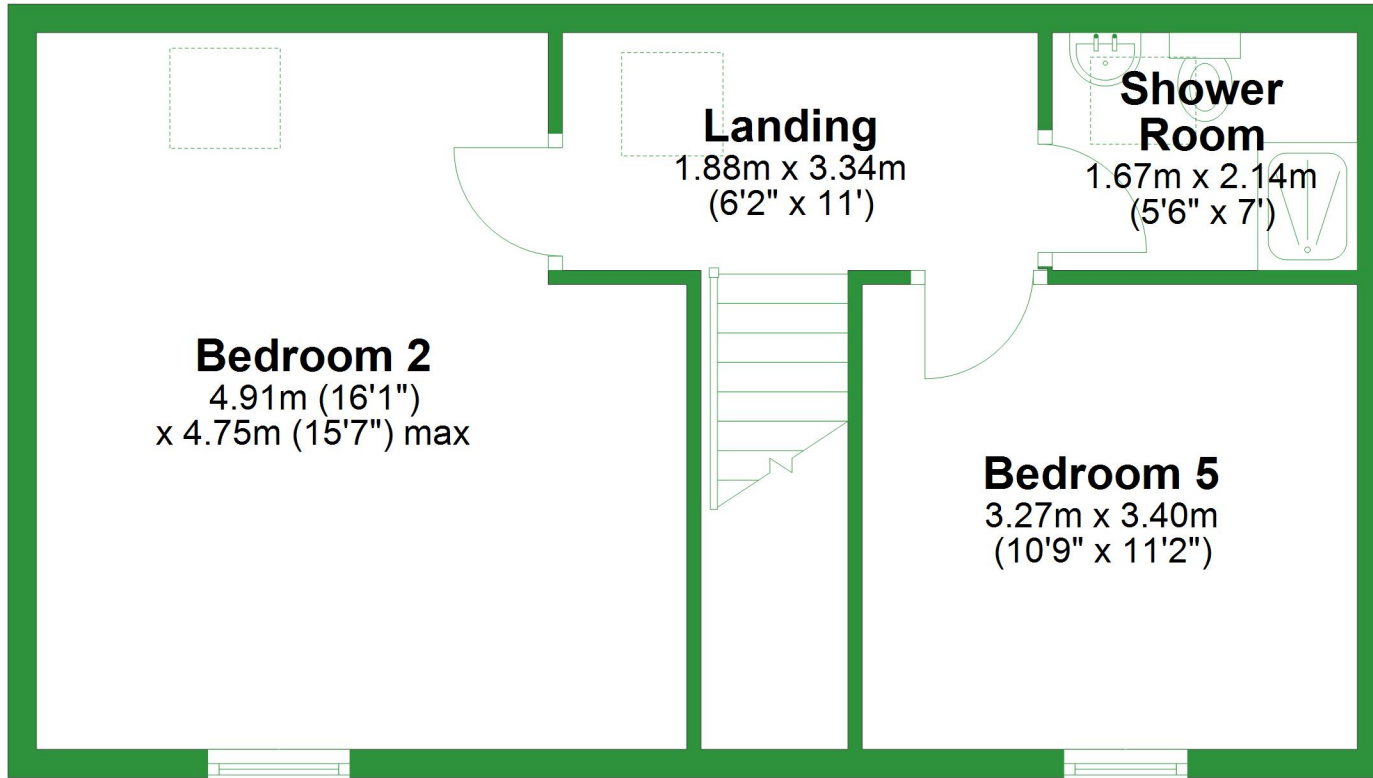 Landing
1.88m x 3.34m
(6'2" x 11')
Shower
Room
1.67m x 2.14m
(5'6" x 7')
Bedroom 2
4.91m (16'1")
x 4.75m (15'7") max
Bedroom 5
3.27m x 3.40m
(10'9" x 11'2")